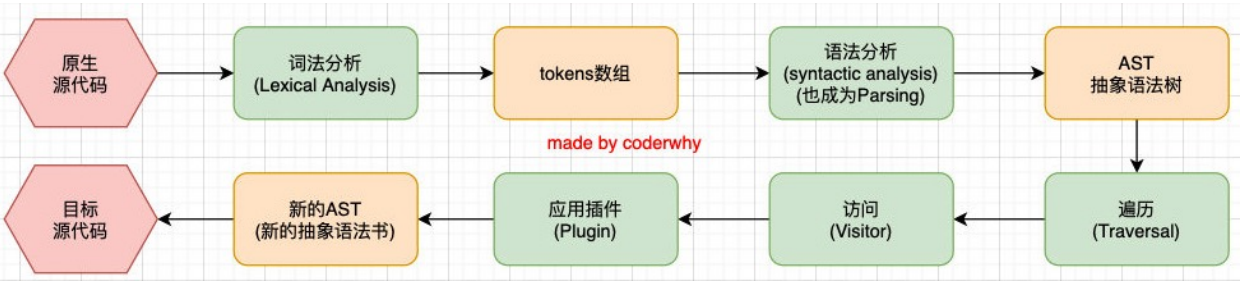 原生
源代码
词法分析
(Lexical Analysis)
tokens数组
语法分析
(syntactic analysis)
(也成为Parsing)
AST
抽象语法树
made by coderwhy
目标
源代码
新的AST
(新的抽象语法书)
应用插件
(Plugin)
访问
(Visitor)
遍历
(Traversal)